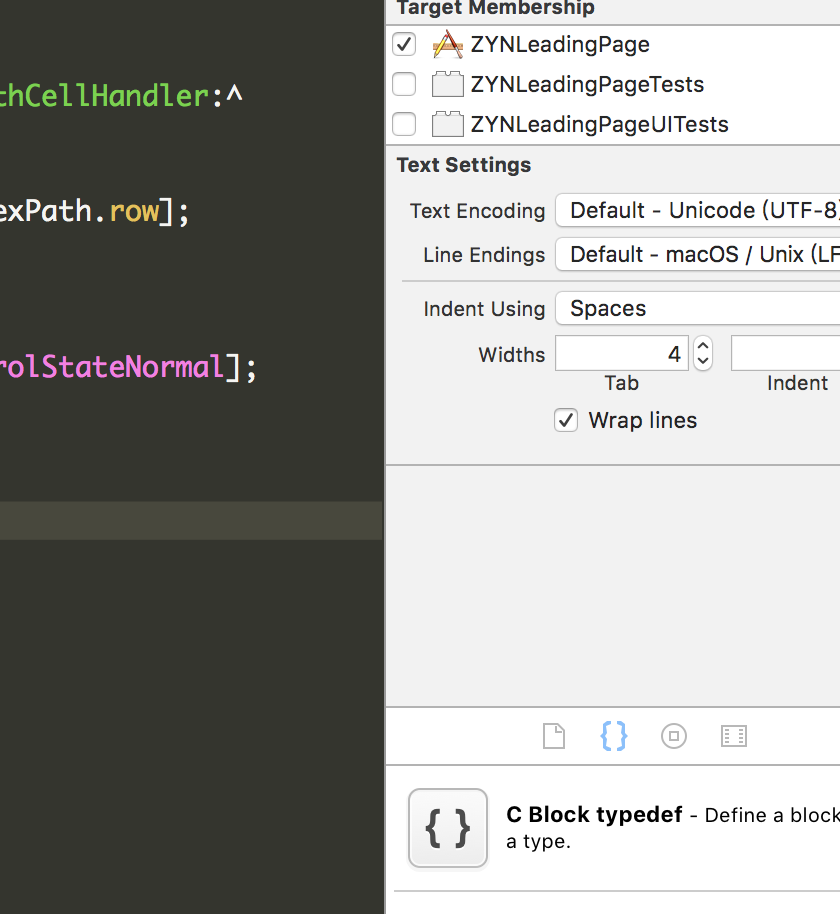 Target Membership
ZYNLeadingPage
thCellHandler:^
ZYNLeadingPageTests
ZYNLeadingPageUITests
Text Settings
exPath.row];
Text Encoding Default - Unicode (UTF-8)
Line Endings Default - macOS / Unix (LF
Indent Using Spaces
rolStateNormal];
Widths 4
Tab Indent
Wrap lines
{ }
{ } C Block typedef - Define a block
a type.